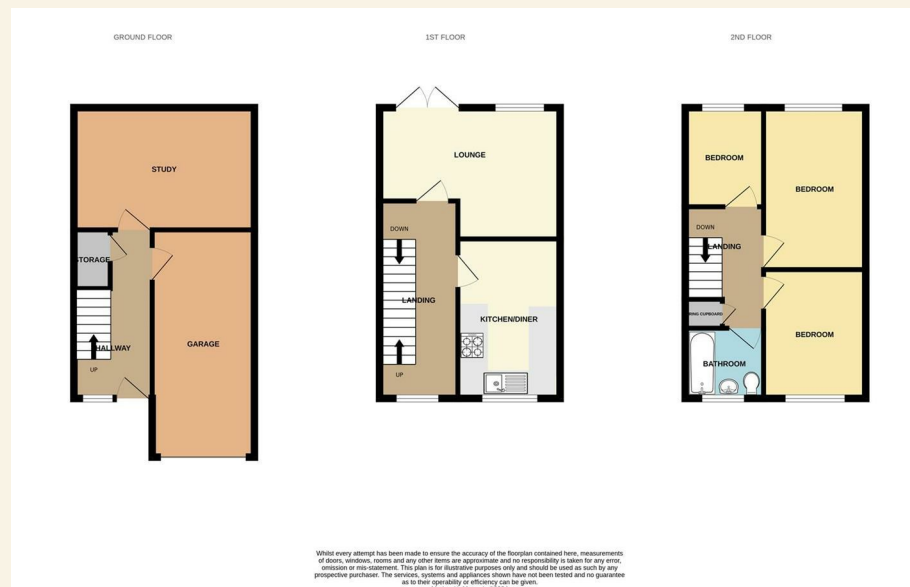 GROUND FLOOR
1ST FLOOR
2ND FLOOR
STUDY
STORAGE
HALLWAY
UP
GARAGE
LOUNGE
DOWN
LANDING
KITCHEN/DINER
UP
BEDROOM
BEDROOM
DOWN
LANDING
RING CUPBOARD
BATHROOM
BEDROOM
Whilst every attempt has been made to ensure the accuracy of the floorplan contained here, measurements
of doors, windows, rooms and any other items are approximate and no responsibility is taken for any error,
omission or mis-statement. This plan is for illustrative purposes only and should be used as such by any
prospective purchaser. The services, systems and appliances shown have not been tested and no guarantee
as to their operability or efficiency can be given.